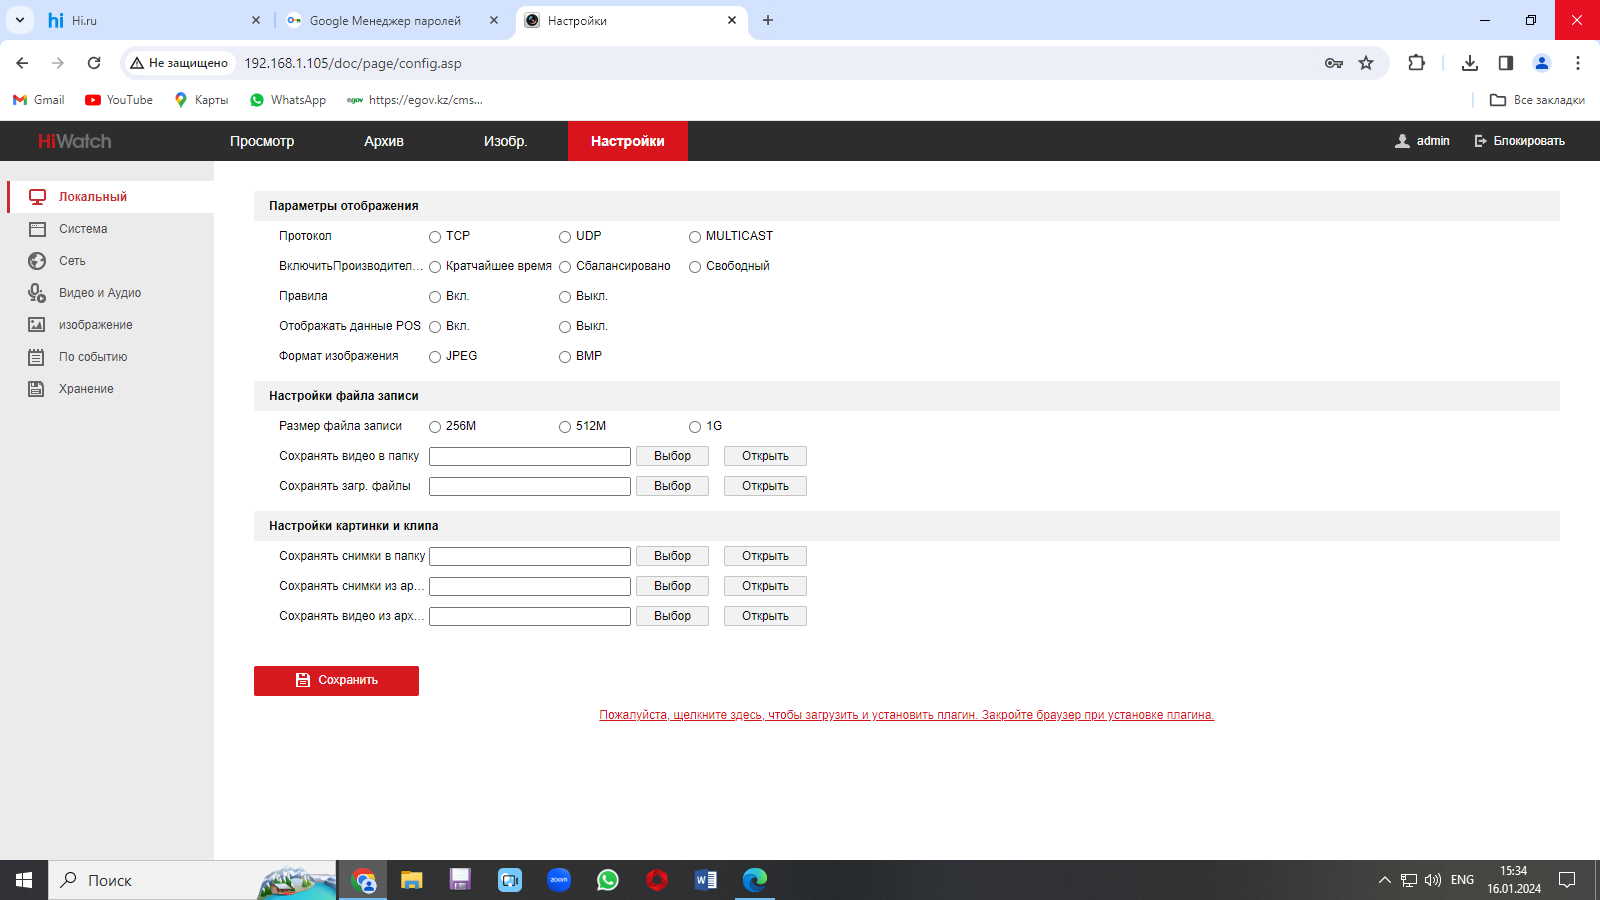 Hi.ru
Google Менеджер паролей
Настройки
Не защищено
192.168.1.105/doc/page/config.asp
Gmail
YouTube
Карты
WhatsApp
egov https://egov.kz/cms...
Все закладки
HiWatch
Просмотр
Архив
Изобр.
Настройки
admin
Блокировать
Локальный
Система
Сеть
Видео и Аудио
изображение
По событию
Хранение
Параметры отображения
Протокол TCP UDP MULTICAST
ВключитьПроизводител... Кратчайшее время Сбалансировано Свободный
Правила Вкл. Выкл.
Отображать данные POS Вкл. Выкл.
Формат изображения JPEG BMP
Настройки файла записи
Размер файла записи 256M 512M 1G
Сохранять видео в папку Выбор Открыть
Сохранять загр. файлы Выбор Открыть
Настройки картинки и клипа
Сохранять снимки в папку Выбор Открыть
Сохранять снимки из ар... Выбор Открыть
Сохранять видео из арх... Выбор Открыть
Сохранить
Пожалуйста, щелкните здесь, чтобы загрузить и установить плагин. Закройте браузер при установке плагина.
Поиск
zoom
W
ENG
15:34
16.01.2024